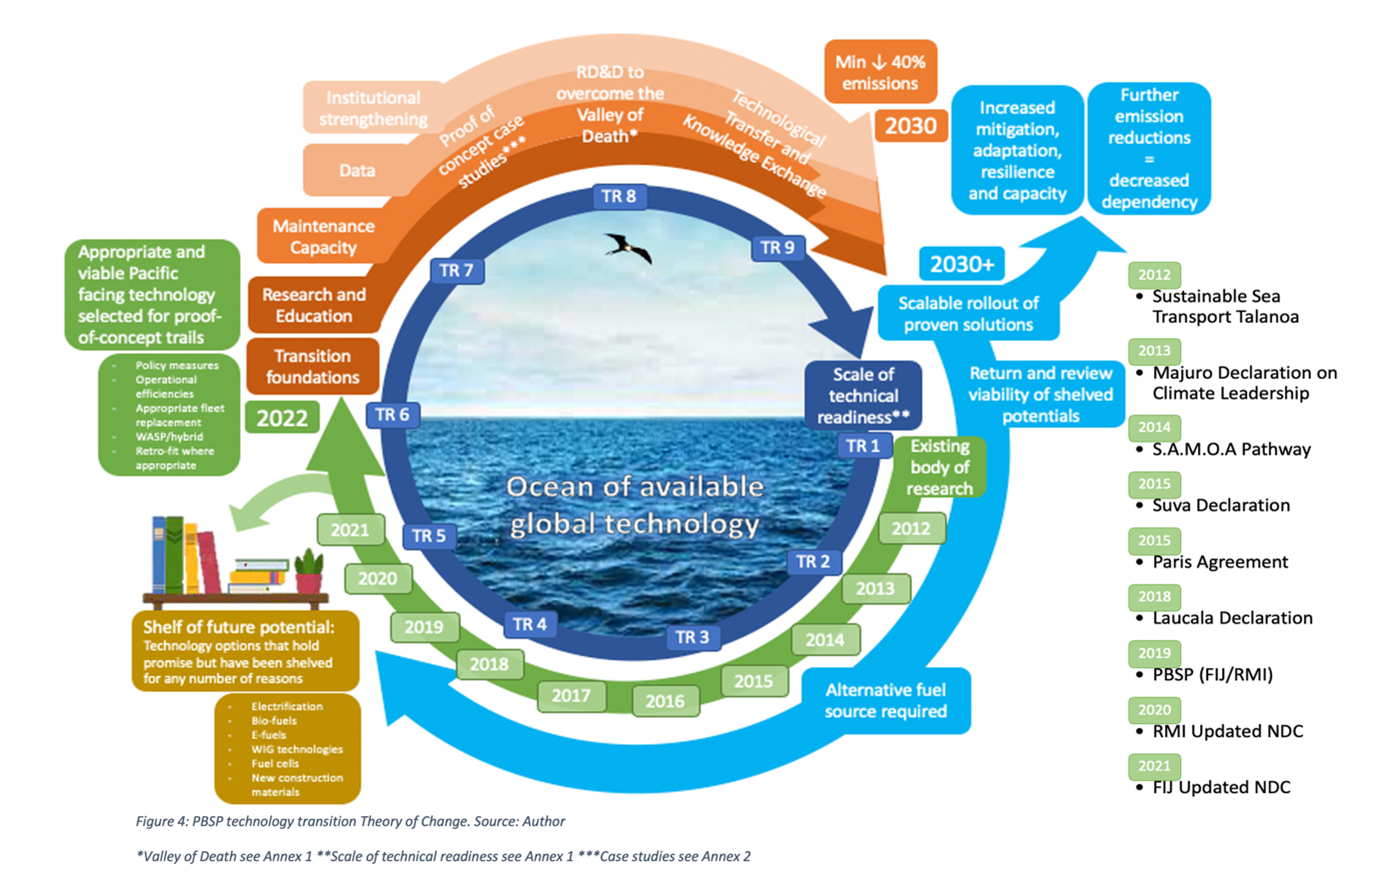 Institutional
strengthening
Data
Maintenance
Capacity
Research and
Education
Transition
foundations
2022
Proof of
concept case
studies***
RD&D to
overcome the
Valley of
Death*
Technological
Transfer and
Knowledge Exchange
Min ↓ 40%
emissions
2030
Increased
mitigation,
adaptation,
resilience
and capacity
Further
emission
reductions
=
decreased
dependency
2030+
Scalable rollout of
proven solutions
Return and review
viability of shelved
potentials
Alternative fuel
source required
Appropriate and
viable Pacific
facing technology
selected for proof-
of-concept trails
- Policy measures
- Operational
efficiencies
- Appropriate fleet
replacement
- WASP/hybrid
- Retro-fit where
appropriate
Shelf of future potential:
Technology options that hold
promise but have been shelved
for any number of reasons
- Electrification
- Bio-fuels
- E-fuels
- WIG technologies
- Fuel cells
- New construction
materials
Scale of
technical
readiness**
TR 1
TR 2
TR 3
TR 4
TR 5
TR 6
TR 7
TR 8
TR 9
Ocean of available
global technology
Existing
body of
research
2012
2013
2014
2015
2016
2017
2018
2019
2020
2021
2012
• Sustainable Sea
Transport Talanoa
2013
• Majuro Declaration on
Climate Leadership
2014
• S.A.M.O.A Pathway
2015
• Suva Declaration
2015
• Paris Agreement
2018
• Laucala Declaration
2019
• PBSP (FIJ/RMI)
2020
• RMI Updated NDC
2021
• FIJ Updated NDC
Figure 4: PBSP technology transition Theory of Change. Source: Author
*Valley of Death see Annex 1 **Scale of technical readiness see Annex 1 ***Case studies see Annex 2